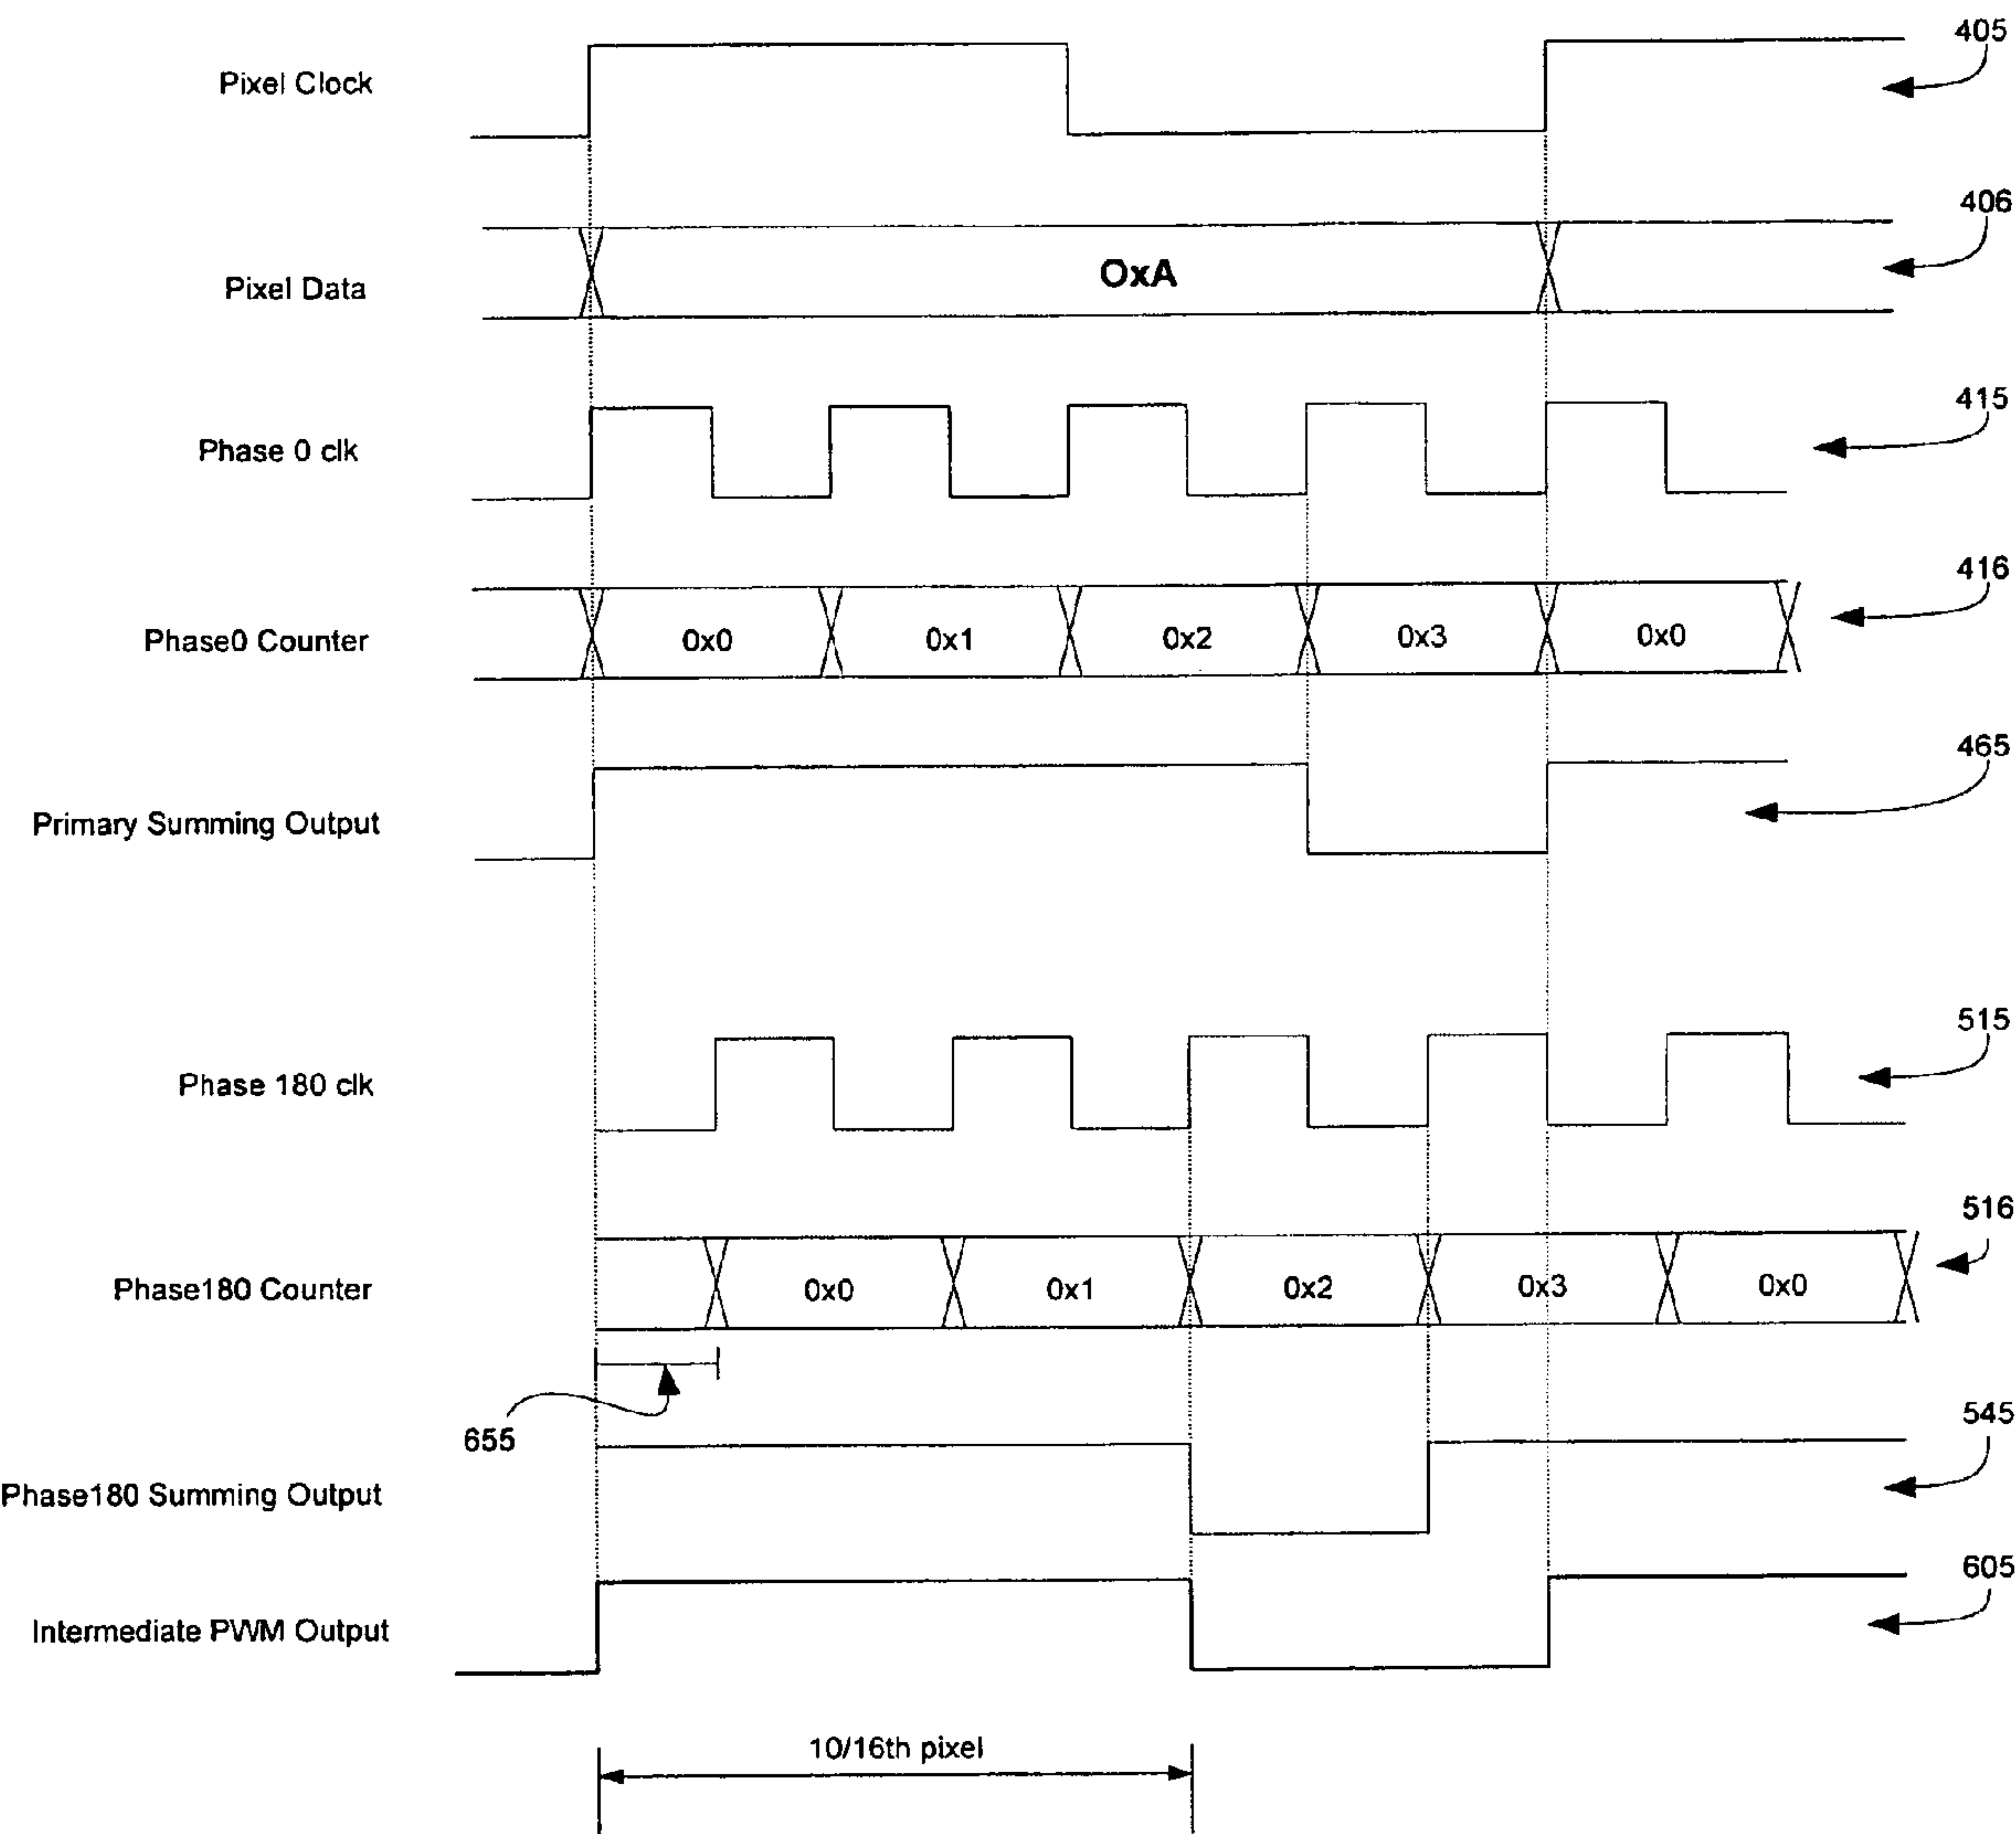 405
Pixel Clock
406
Pixel Data
OxA
415
Phase 0 clk
416
Phase0 Counter
0x0 0x1 0x2 0x3 0x0
465
Primary Summing Output
515
Phase 180 clk
516
Phase180 Counter
0x0 0x1 0x2 0x3 0x0
655
545
Phase180 Summing Output
605
Intermediate PWM Output
10/16th pixel